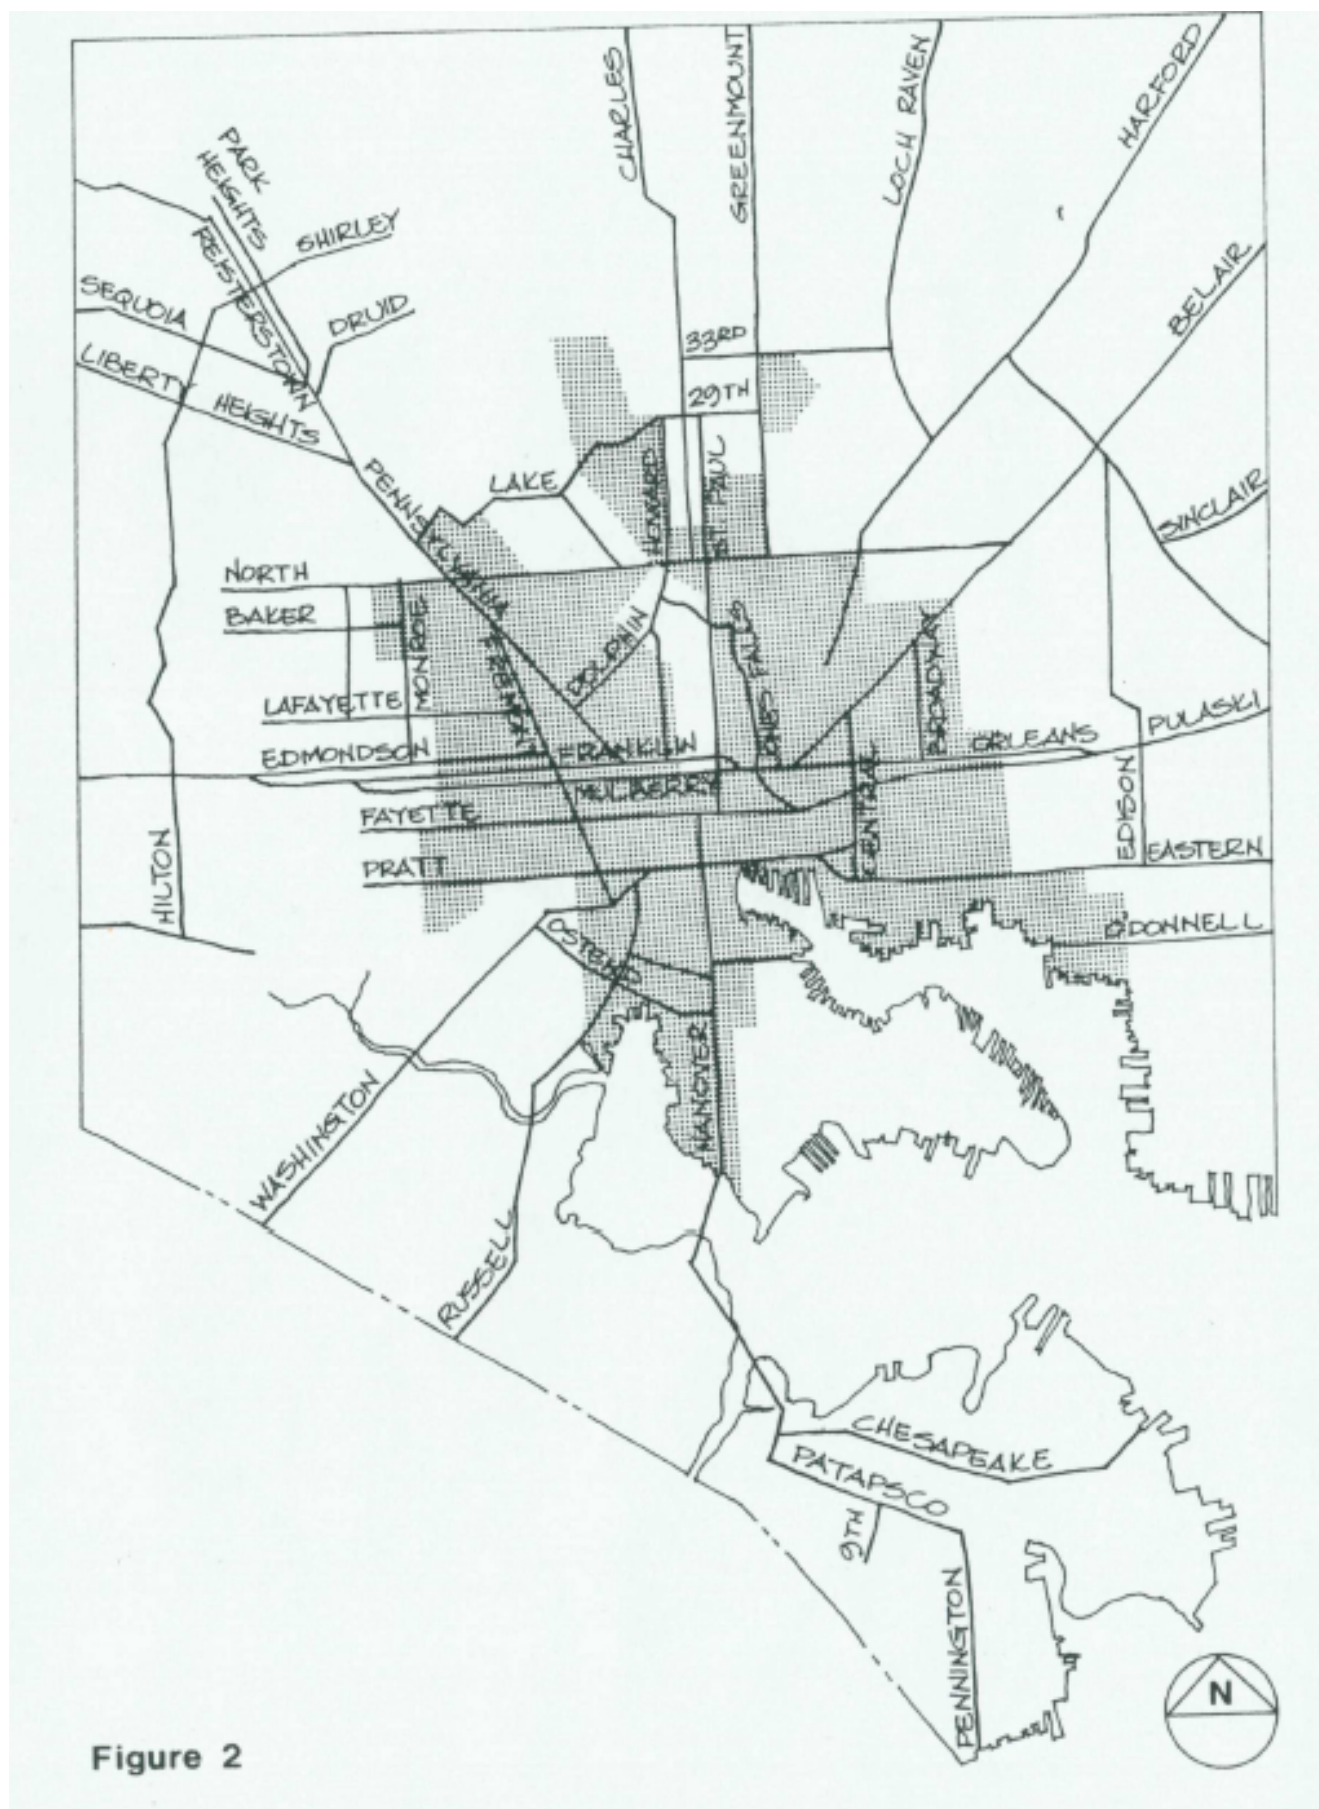 CHARLES
GREENMOUNT
LOCH RAVEN
HARFORD
PARK
HEIGHTS
REISTERSTOWN
SHIRLEY
SEQUOIA
DRUID
BELAIR
LIBERTY HEIGHTS
33RD
29TH
PENNSYLVANIA
LAKE
HOWARD
ST. PAUL
SINCLAIR
NORTH
BAKER
MONROE
FREMONT
DOLPHIN
JONES FALLS
BROADWAY
LAFAYETTE
EDMONDSON
FRANKLIN
ORLEANS
PULASKI
MULBERRY
FAYETTE
CENTRAL
EDISON
PRATT
EASTERN
HILTON
OSTEND
O'DONNELL
HANOVER
WASHINGTON
RUSSELL
CHESAPEAKE
PATAPSCO
9TH
PENNINGTON
N
Figure 2